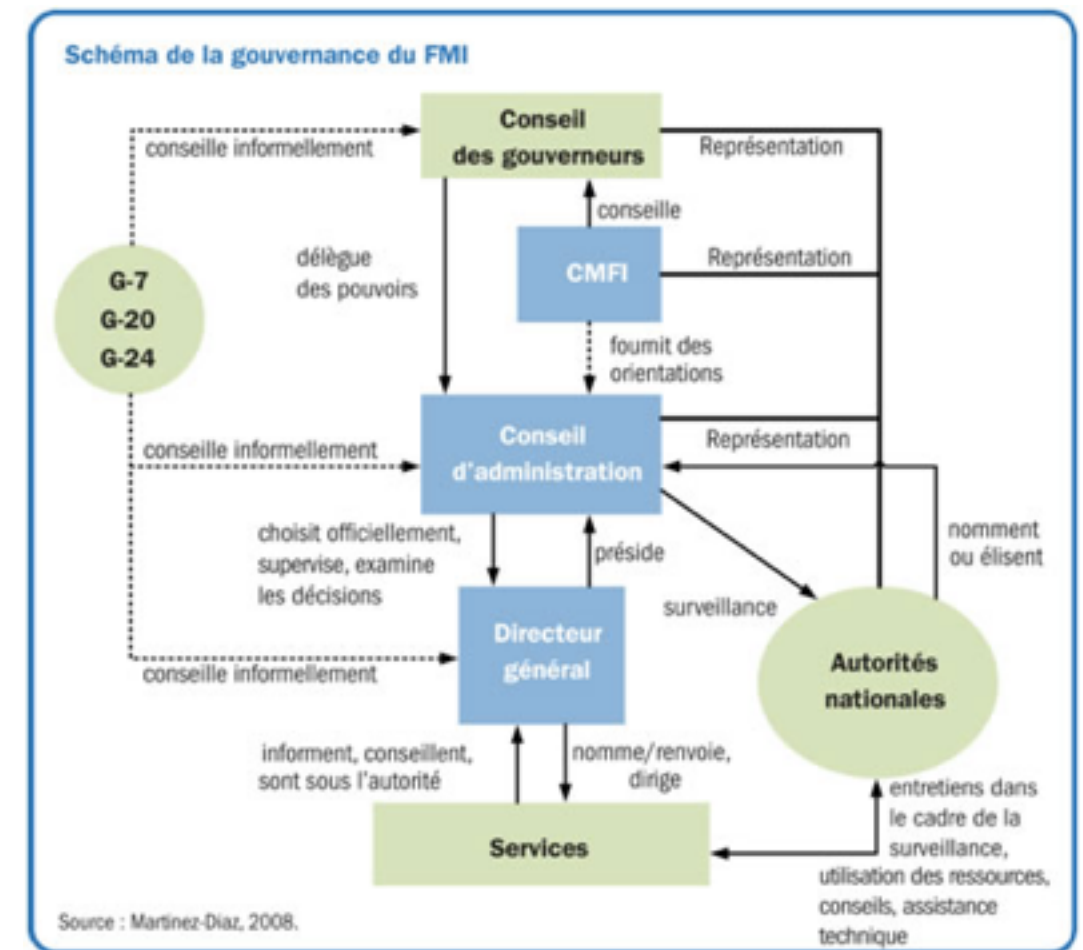 Schéma de la gouvernance du FMI
Conseil
des gouverneurs
conseille informellement
Représentation
conseille
délègue
des pouvoirs
CMFI
Représentation
G-7
G-20
G-24
fournit des
orientations
Conseil
d'administration
Représentation
conseille informellement
choisit officiellement,
supervise, examine
les décisions
préside
nomment
ou élisent
surveillance
Directeur
général
Autorités
nationales
conseille informellement
informent, conseillent,
sont sous l'autorité
nomme/renvoie,
dirige
entretiens dans
le cadre de la
surveillance,
utilisation des ressources,
conseils, assistance
technique
Services
Source : Martinez-Diaz, 2008.